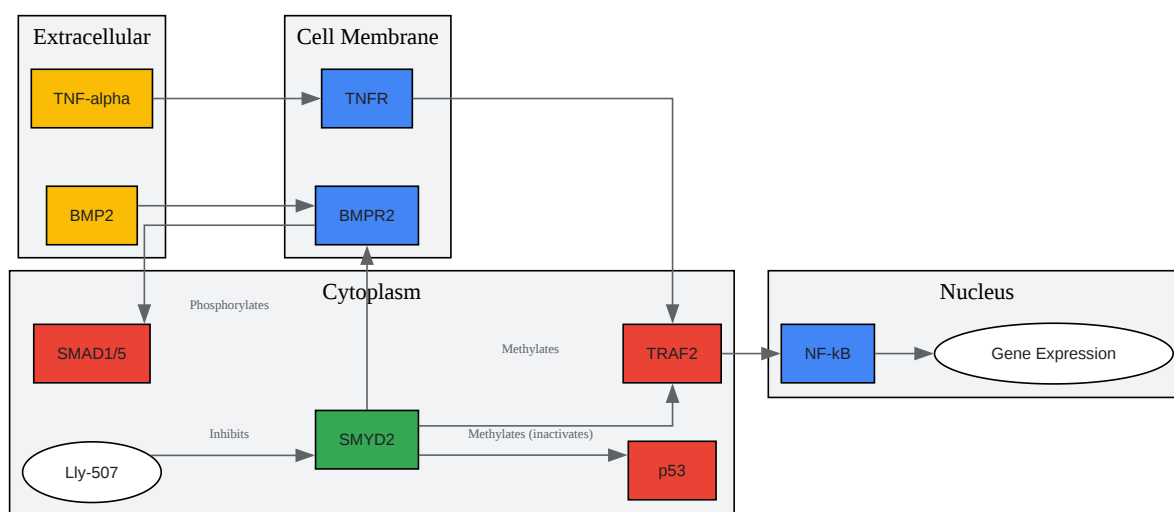 Extracellular
Cell Membrane
TNF-alpha
TNFR
BMP2
BMPR2
Cytoplasm
Nucleus
Phosphorylates
SMAD1/5
Methylates
TRAF2
NF-kB
Gene Expression
Inhibits
SMYD2
Methylates (inactivates)
Lly-507
p53